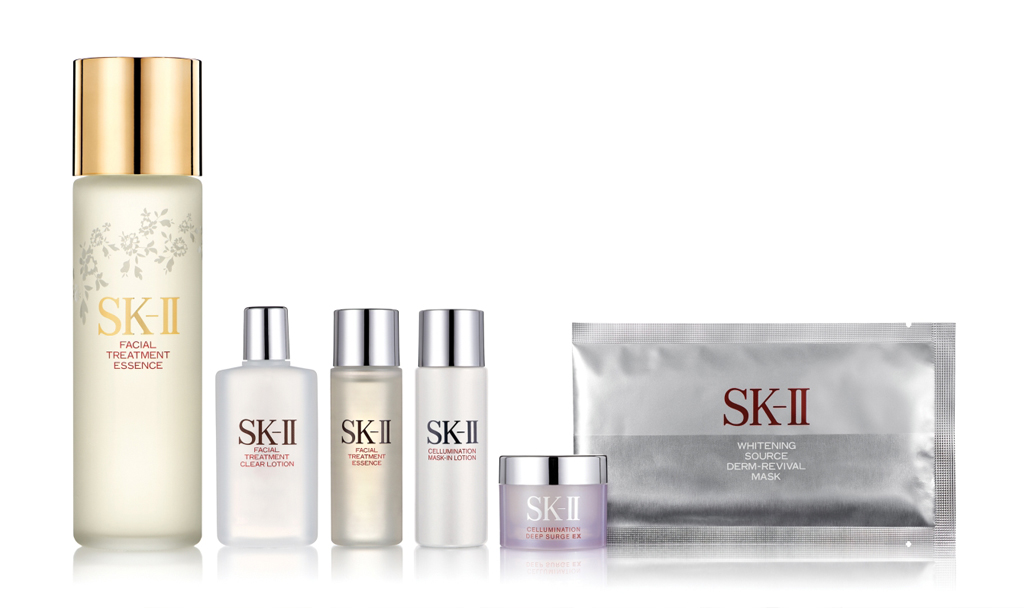 SK-II
FACIAL
TREATMENT
ESSENCE
SK-II
FACIAL
TREATMENT
CLEAR LOTION
SK-II
FACIAL
TREATMENT
ESSENCE
SK-II
CELLUMINATION
MASK-IN LOTION
SK-II
CELLUMINATION
DEEP SURGE EX
SK-II
WHITENING
SOURCE
DERM-REVIVAL
MASK